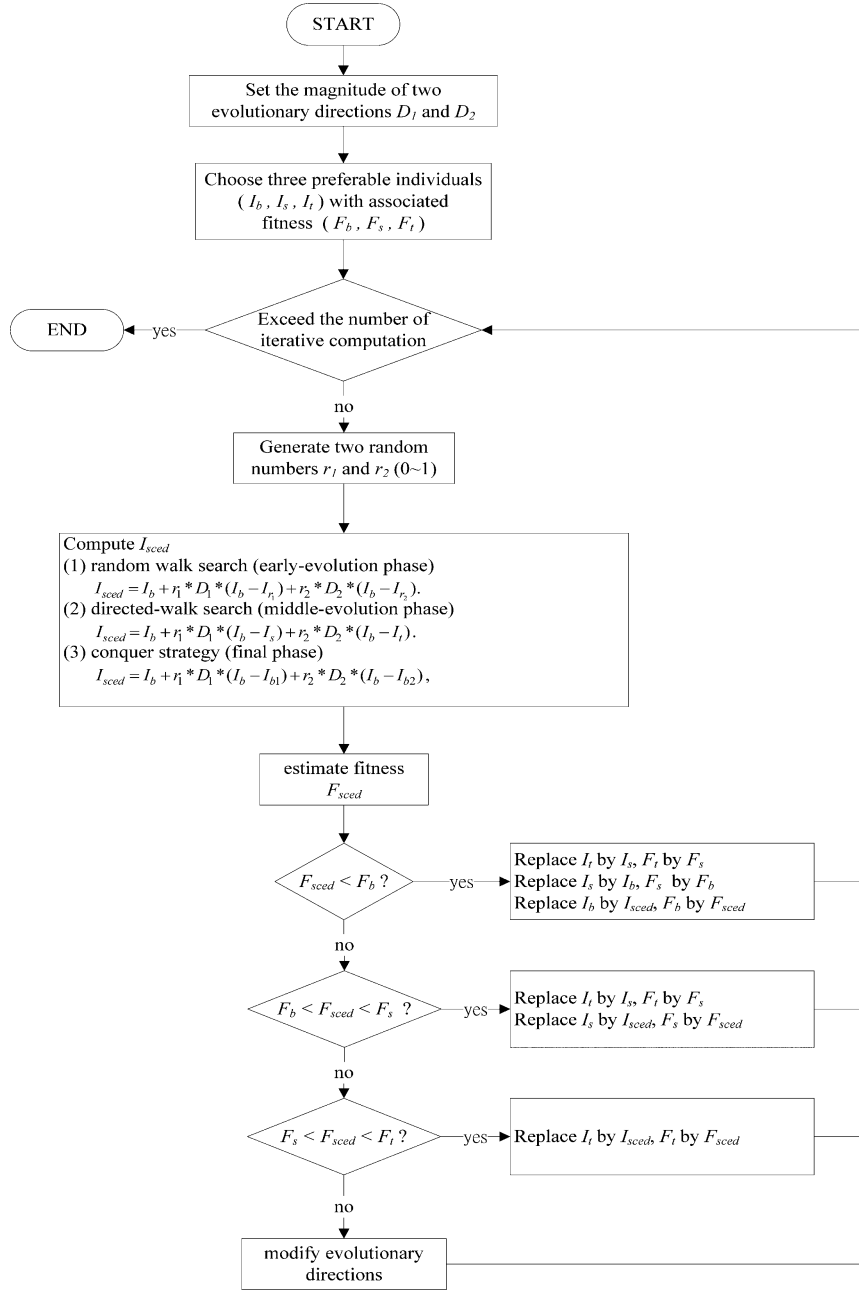 START
Set the magnitude of two
evolutionary directions D1 and D2
Choose three preferable individuals
( Ib , Is , It ) with associated
fitness ( Fb , Fs , Ft )
Exceed the number of
iterative computation
yes
END
no
Generate two random
numbers r1 and r2 (0~1)
Compute Isced
(1) random walk search (early-evolution phase)
Isced = Ib + r1 * D1 * (Ib − Ir1) + r2 * D2 * (Ib − Ir2).
(2) directed-walk search (middle-evolution phase)
Isced = Ib + r1 * D1 * (Ib − Is) + r2 * D2 * (Ib − It).
(3) conquer strategy (final phase)
Isced = Ib + r1 * D1 * (Ib − Ib1) + r2 * D2 * (Ib − Ib2),
estimate fitness
Fsced
Fsced < Fb ?
yes
Replace It by Is, Ft by Fs
Replace Is by Ib, Fs by Fb
Replace Ib by Isced, Fb by Fsced
no
Fb < Fsced < Fs ?
yes
Replace It by Is, Ft by Fs
Replace Is by Isced, Fs by Fsced
no
Fs < Fsced < Ft ?
yes
Replace It by Isced, Ft by Fsced
no
modify evolutionary
directions